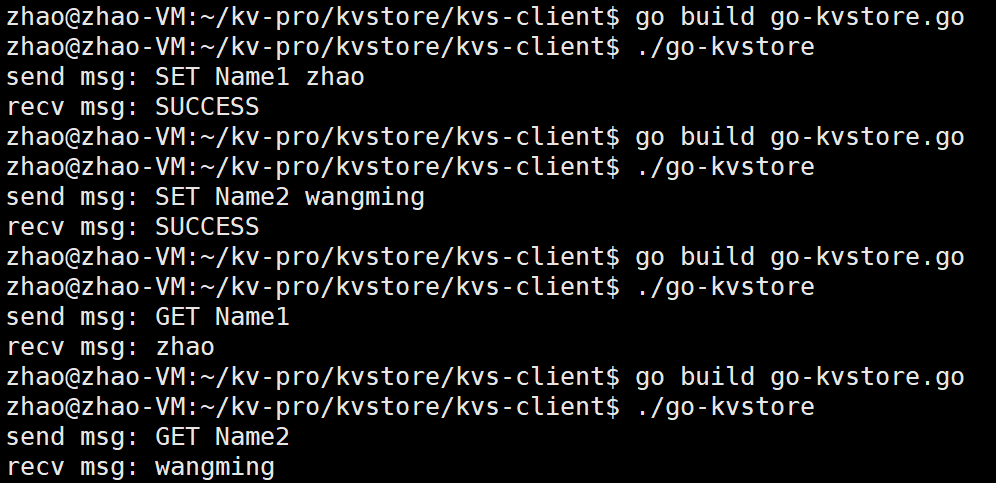 zhao@zhao-VM:~/kv-pro/kvstore/kvs-client$ go build go-kvstore.go
zhao@zhao-VM:~/kv-pro/kvstore/kvs-client$ ./go-kvstore
send msg: SET Name1 zhao
recv msg: SUCCESS
zhao@zhao-VM:~/kv-pro/kvstore/kvs-client$ go build go-kvstore.go
zhao@zhao-VM:~/kv-pro/kvstore/kvs-client$ ./go-kvstore
send msg: SET Name2 wangming
recv msg: SUCCESS
zhao@zhao-VM:~/kv-pro/kvstore/kvs-client$ go build go-kvstore.go
zhao@zhao-VM:~/kv-pro/kvstore/kvs-client$ ./go-kvstore
send msg: GET Name1
recv msg: zhao
zhao@zhao-VM:~/kv-pro/kvstore/kvs-client$ go build go-kvstore.go
zhao@zhao-VM:~/kv-pro/kvstore/kvs-client$ ./go-kvstore
send msg: GET Name2
recv msg: wangming